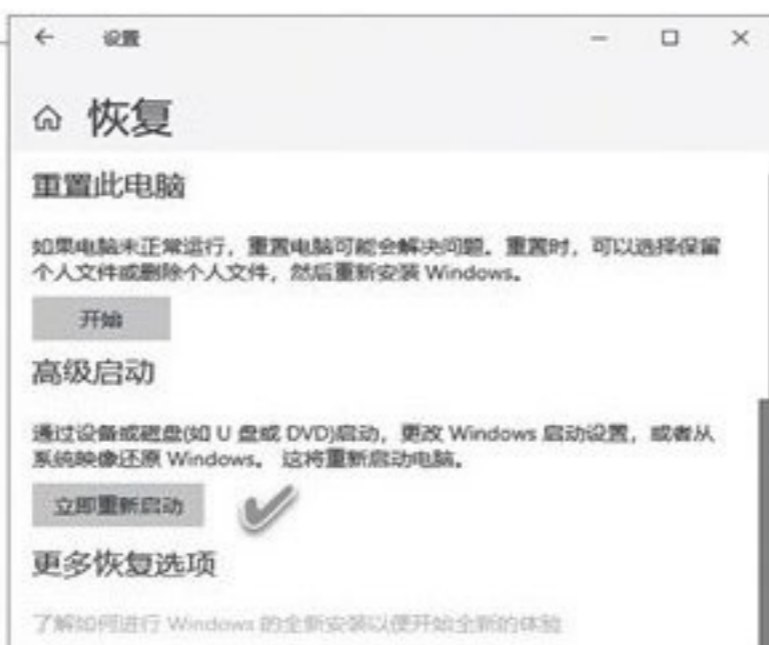 设置
恢复
重置此电脑
如果电脑未正常运行，重置电脑可能会解决问题。重置时，可以选择保留
个人文件或删除个人文件，然后重新安装 Windows。
开始
高级启动
通过设备或磁盘(如 U 盘或 DVD)启动，更改 Windows 启动设置，或者从
系统映像还原 Windows。 这将重新启动电脑。
立即重新启动
更多恢复选项
了解如何进行 Windows 的全新安装以便开始全新的体验